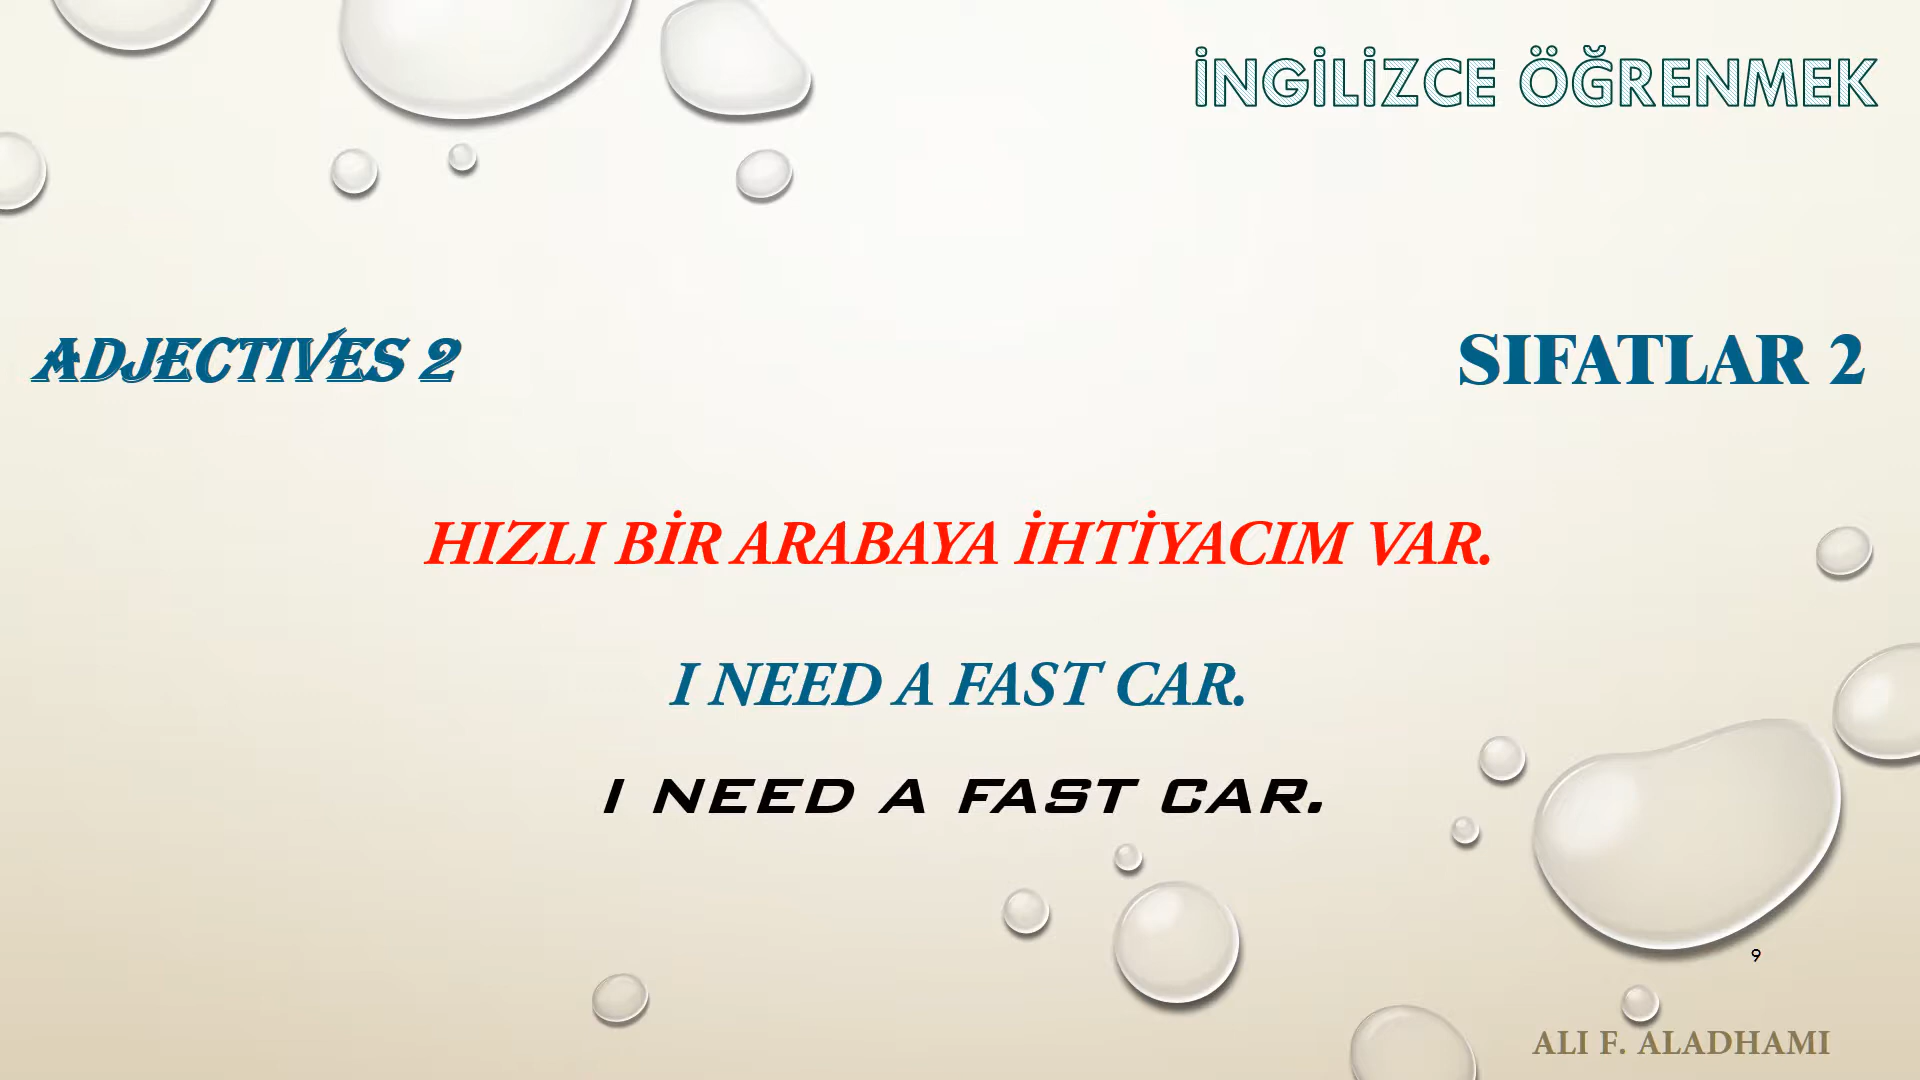 İNGİLİZCE ÖĞRENMEK
ADJECTIVES 2
SIFATLAR 2
HIZLI BİR ARABAYA İHTİYACIM VAR.
I NEED A FAST CAR.
I NEED A FAST CAR.
9
ALI F. ALADHAMI